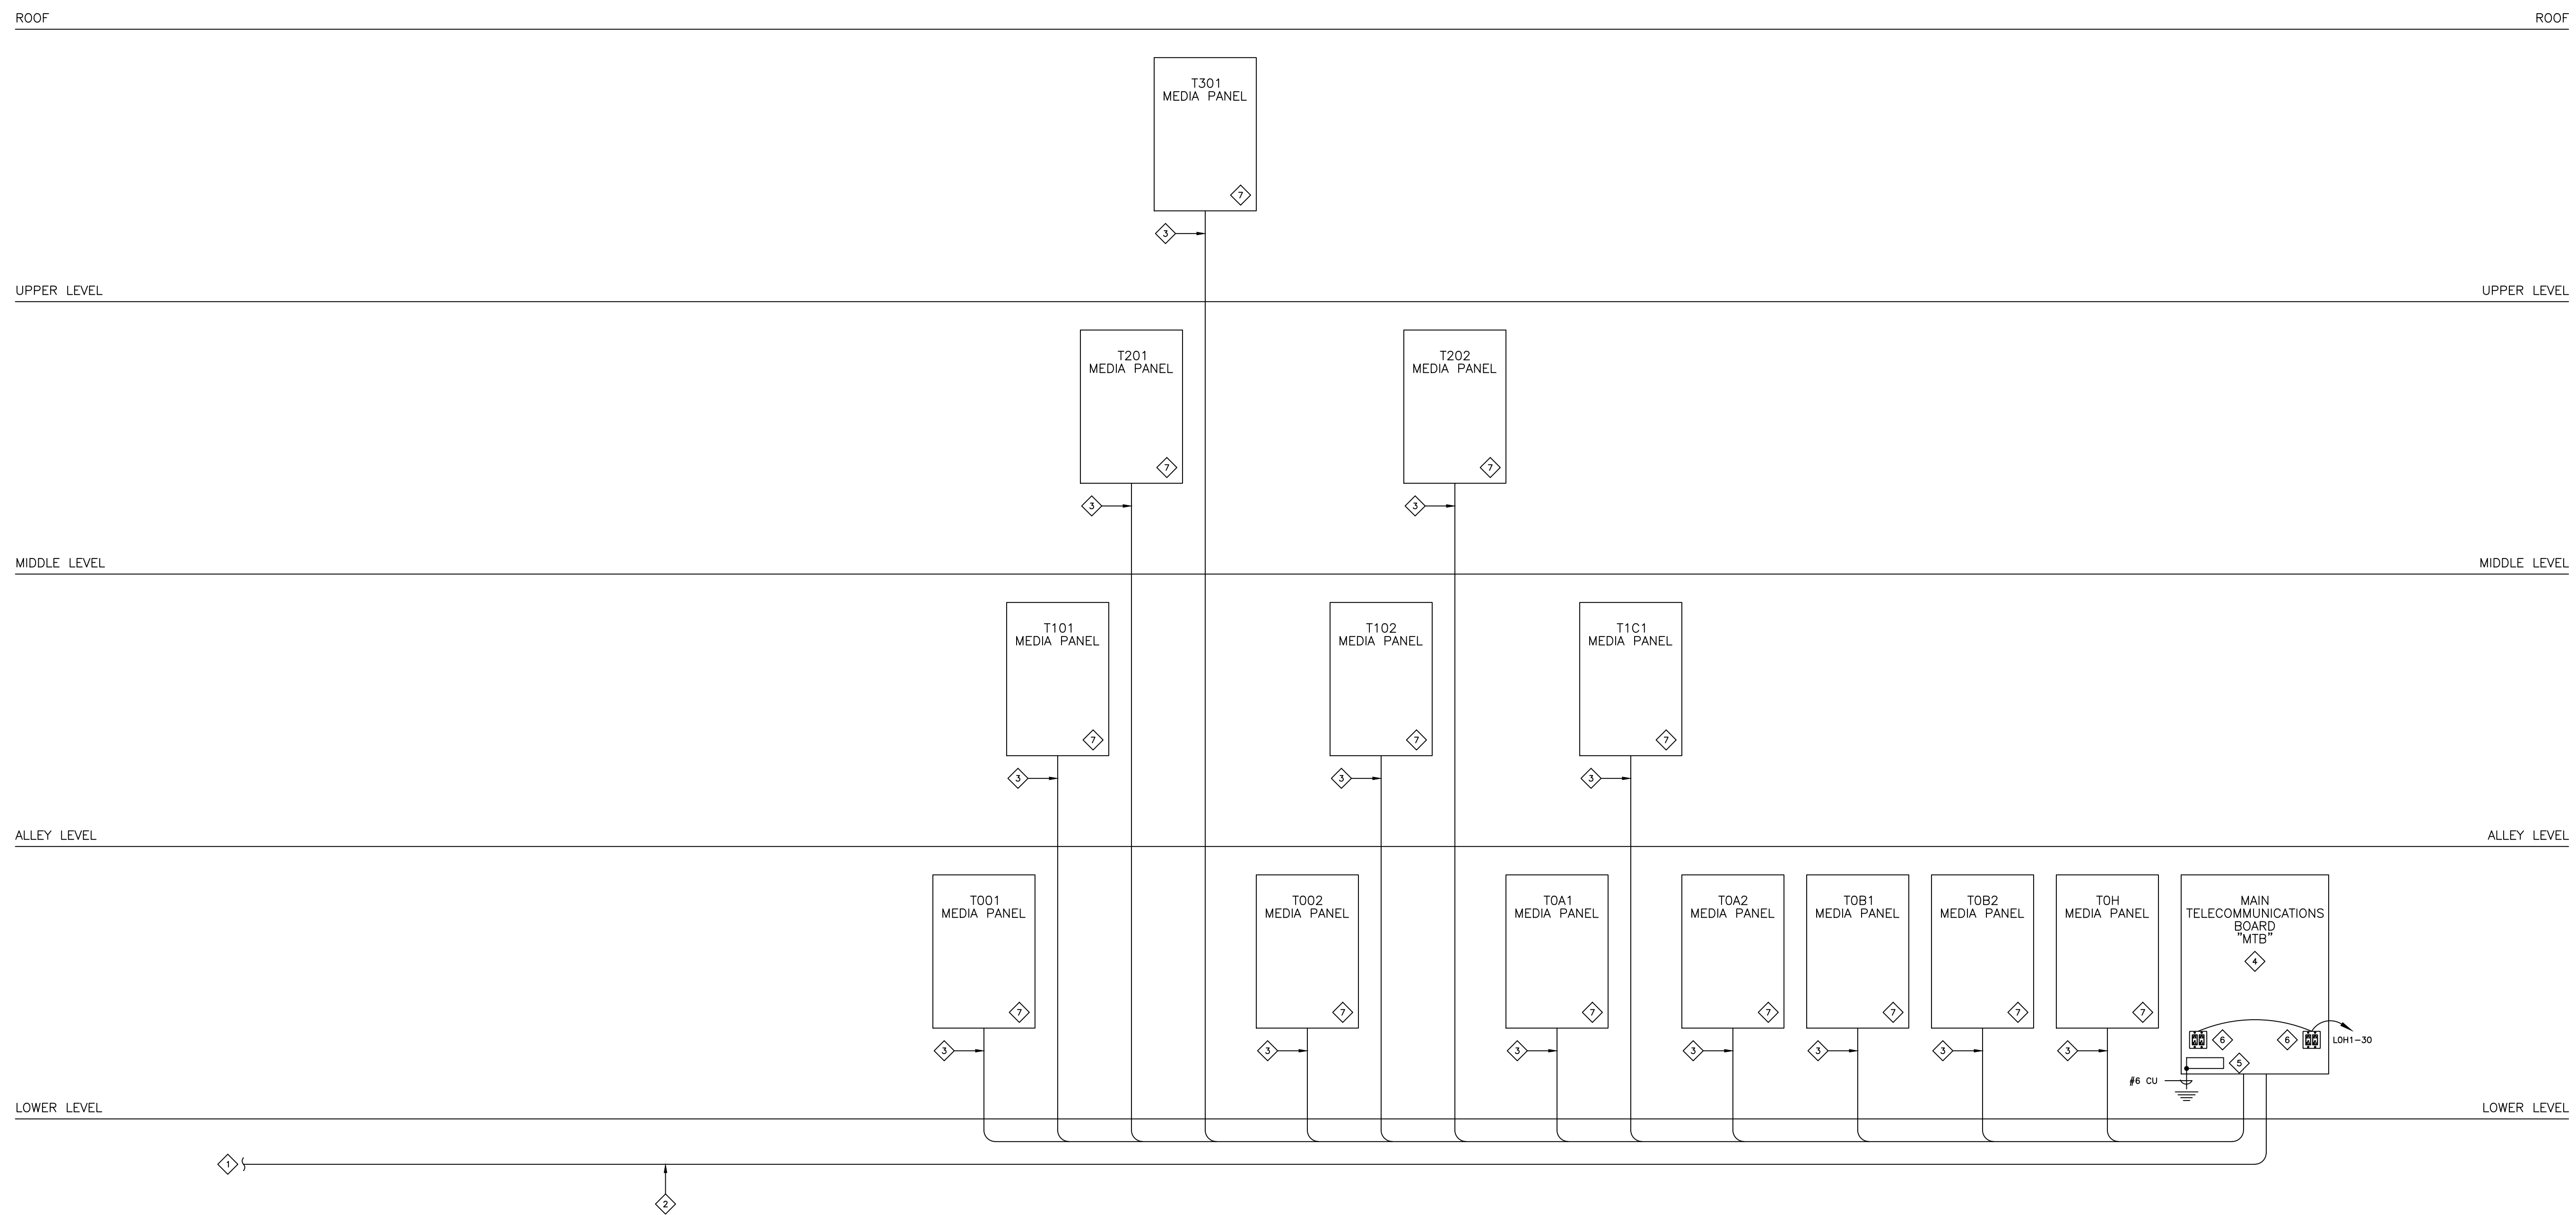 ROOF
ROOF
T301
MEDIA PANEL
7
3
UPPER LEVEL
UPPER LEVEL
T201
MEDIA PANEL
7
3
T202
MEDIA PANEL
7
3
MIDDLE LEVEL
MIDDLE LEVEL
T101
MEDIA PANEL
7
3
T102
MEDIA PANEL
7
3
T1C1
MEDIA PANEL
7
3
ALLEY LEVEL
ALLEY LEVEL
T001
MEDIA PANEL
7
3
T002
MEDIA PANEL
7
3
T0A1
MEDIA PANEL
7
3
T0A2
MEDIA PANEL
7
3
T0B1
MEDIA PANEL
7
3
T0B2
MEDIA PANEL
7
3
T0H
MEDIA PANEL
7
3
MAIN
TELECOMMUNICATIONS
BOARD
"MTB"
4
6
6
L0H1-30
5
#6 CU
LOWER LEVEL
LOWER LEVEL
1
2